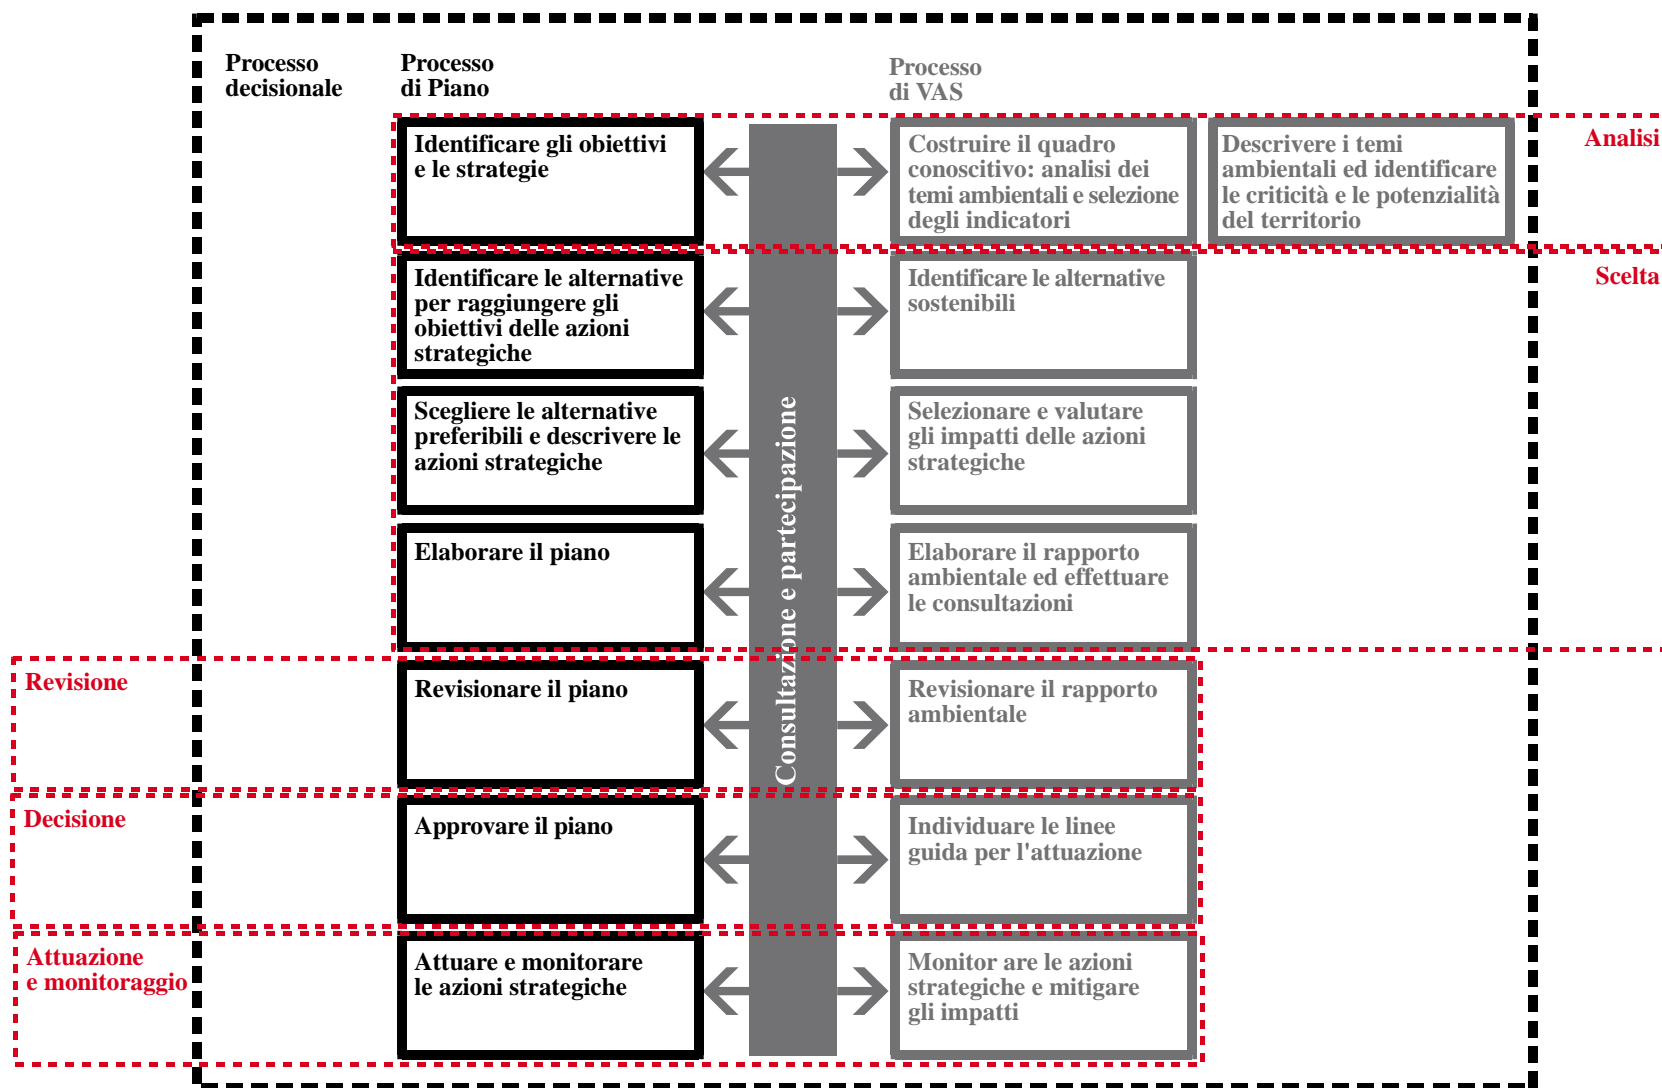 Processo
decisionale
Processo
di Piano
Processo
di VAS
Identificare gli obiettivi
e le strategie
Costruire il quadro
conoscitivo: analisi dei
temi ambientali e selezione
degli indicatori
Descrivere i temi
ambientali ed identificare
le criticità e le potenzialità
del territorio
Analisi
Identificare le alternative
per raggiungere gli
obiettivi delle azioni
strategiche
Identificare le alternative
sostenibili
Scelta
Scegliere le alternative
preferibili e descrivere le
azioni strategiche
Selezionare e valutare
gli impatti delle azioni
strategiche
Consultazione e partecipazione
Elaborare il piano
Elaborare il rapporto
ambientale ed effettuare
le consultazioni
Revisione
Revisionare il piano
Revisionare il rapporto
ambientale
Decisione
Approvare il piano
Individuare le linee
guida per l'attuazione
Attuazione
e monitoraggio
Attuare e monitorare
le azioni strategiche
Monitor are le azioni
strategiche e mitigare
gli impatti